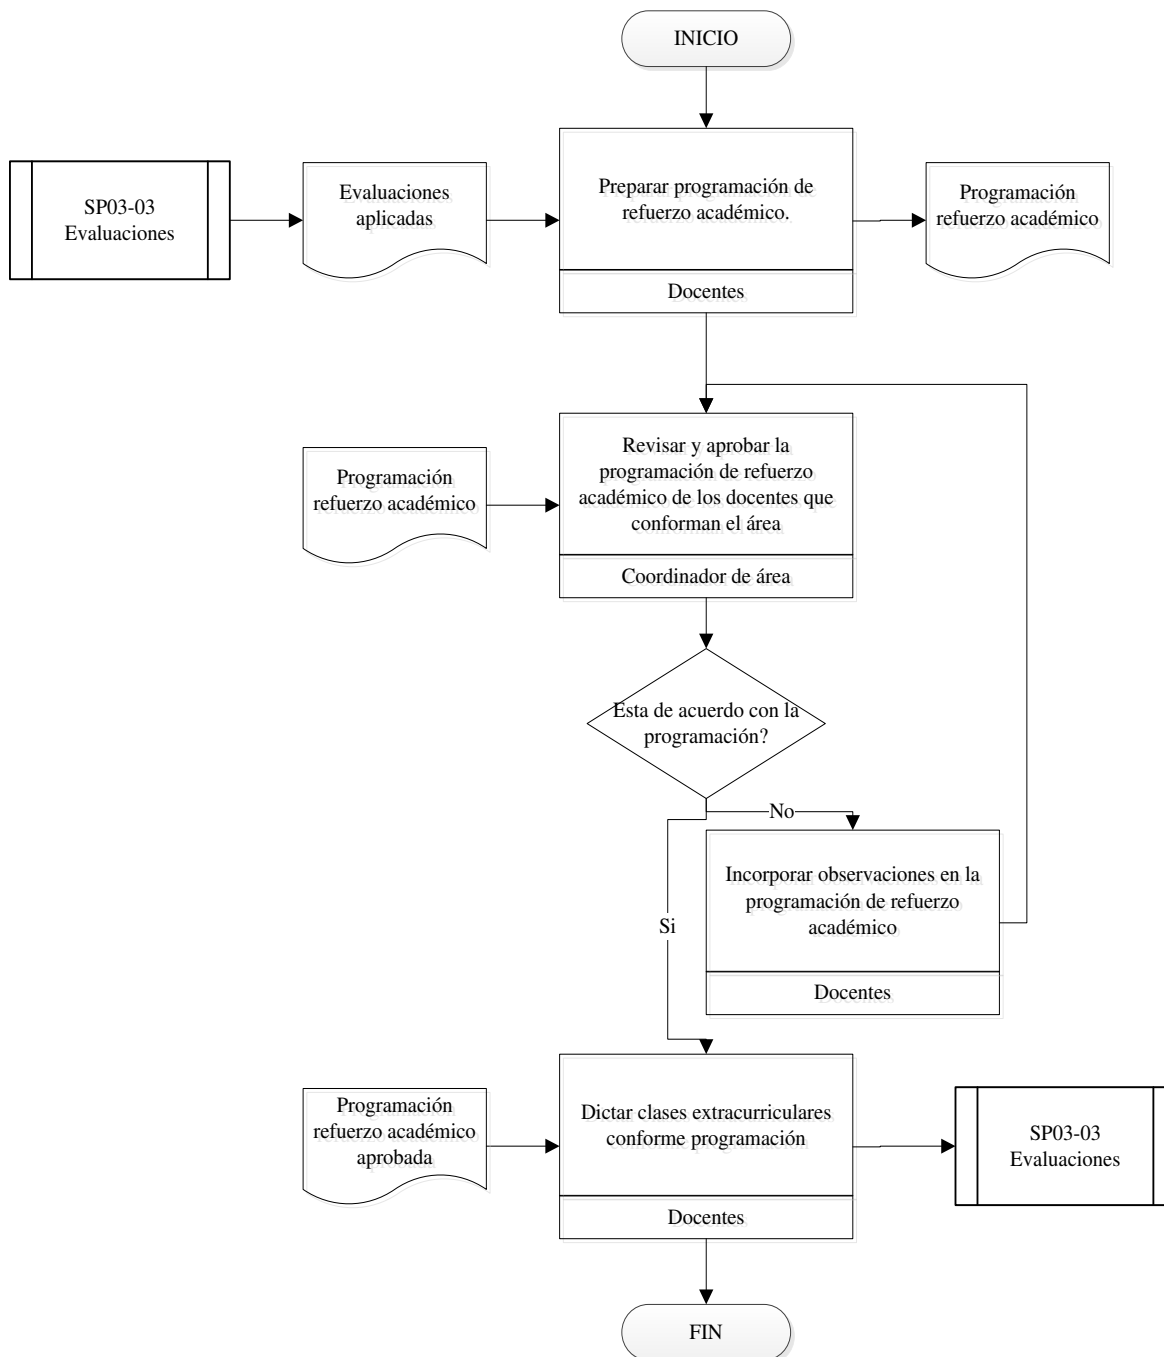 INICIO
SP03-03
Evaluaciones
Evaluaciones
aplicadas
Preparar programación de
refuerzo académico.
Docentes
Programación
refuerzo académico
Programación
refuerzo académico
Revisar y aprobar la
programación de refuerzo
académico de los docentes que
conforman el área
Coordinador de área
Esta de acuerdo con la
programación?
No
Si
Incorporar observaciones en la
programación de refuerzo
académico
Docentes
Programación
refuerzo académico
aprobada
Dictar clases extracurriculares
conforme programación
Docentes
SP03-03
Evaluaciones
FIN